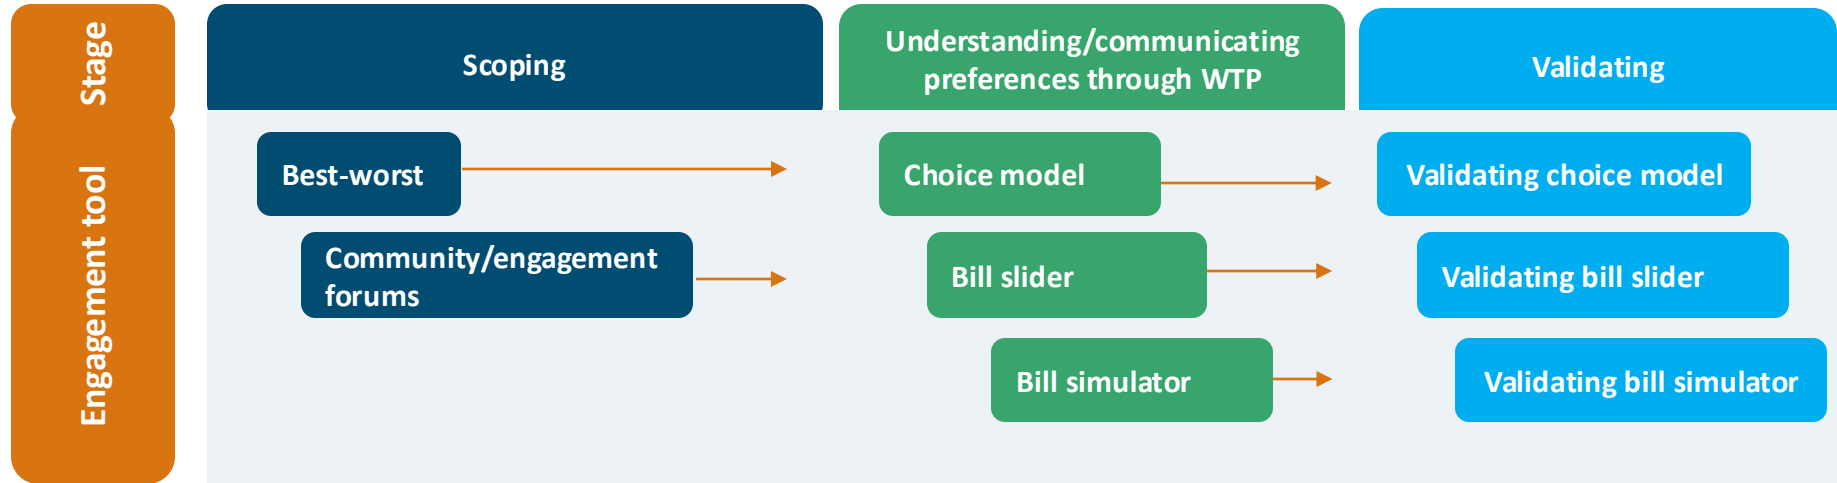 Stage
Scoping
Understanding/communicating
preferences through WTP
Validating
Engagement tool
Best-worst
Choice model
Validating choice model
Community/engagement
forums
Bill slider
Validating bill slider
Bill simulator
Validating bill simulator